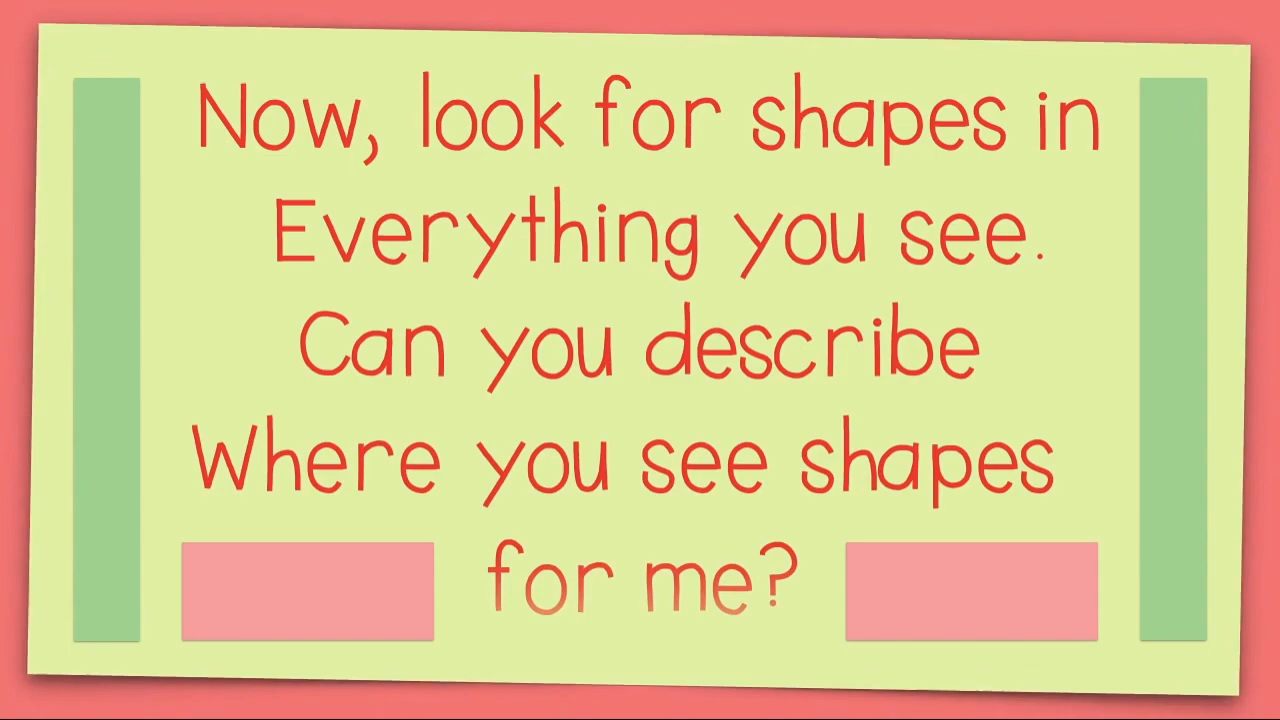 Now, look for shapes in
Everything you see.
Can you describe
Where you see shapes
for me?